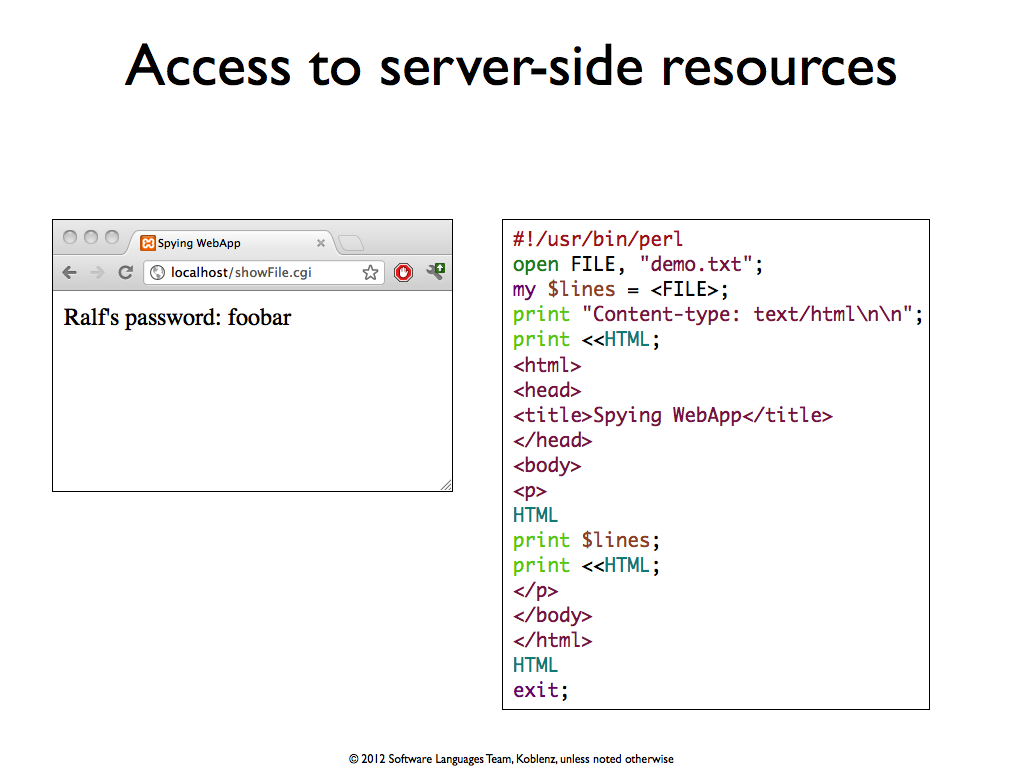 Access to server-side resources
Spying WebApp
localhost/showFile.cgi
Ralf's password: foobar
#!/usr/bin/perl
open FILE, "demo.txt";
my $lines = <FILE>;
print "Content-type: text/html\n\n";
print <<HTML;
<html>
<head>
<title>Spying WebApp</title>
</head>
<body>
<p>
HTML
print $lines;
print <<HTML;
</p>
</body>
</html>
HTML
exit;
© 2012 Software Languages Team, Koblenz, unless noted otherwise